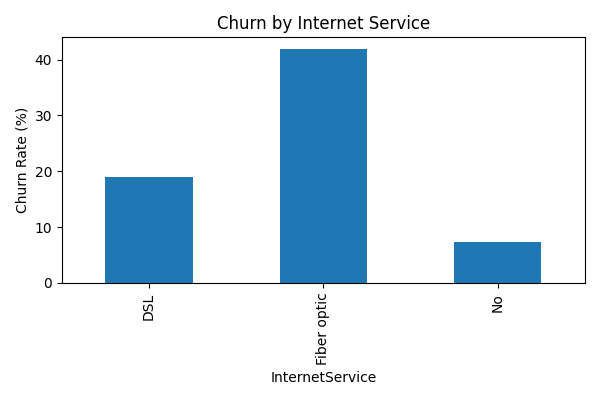 Churn by Internet Service
Churn Rate (%)
40
30
20
10
0
DSL
Fiber optic
No
InternetService